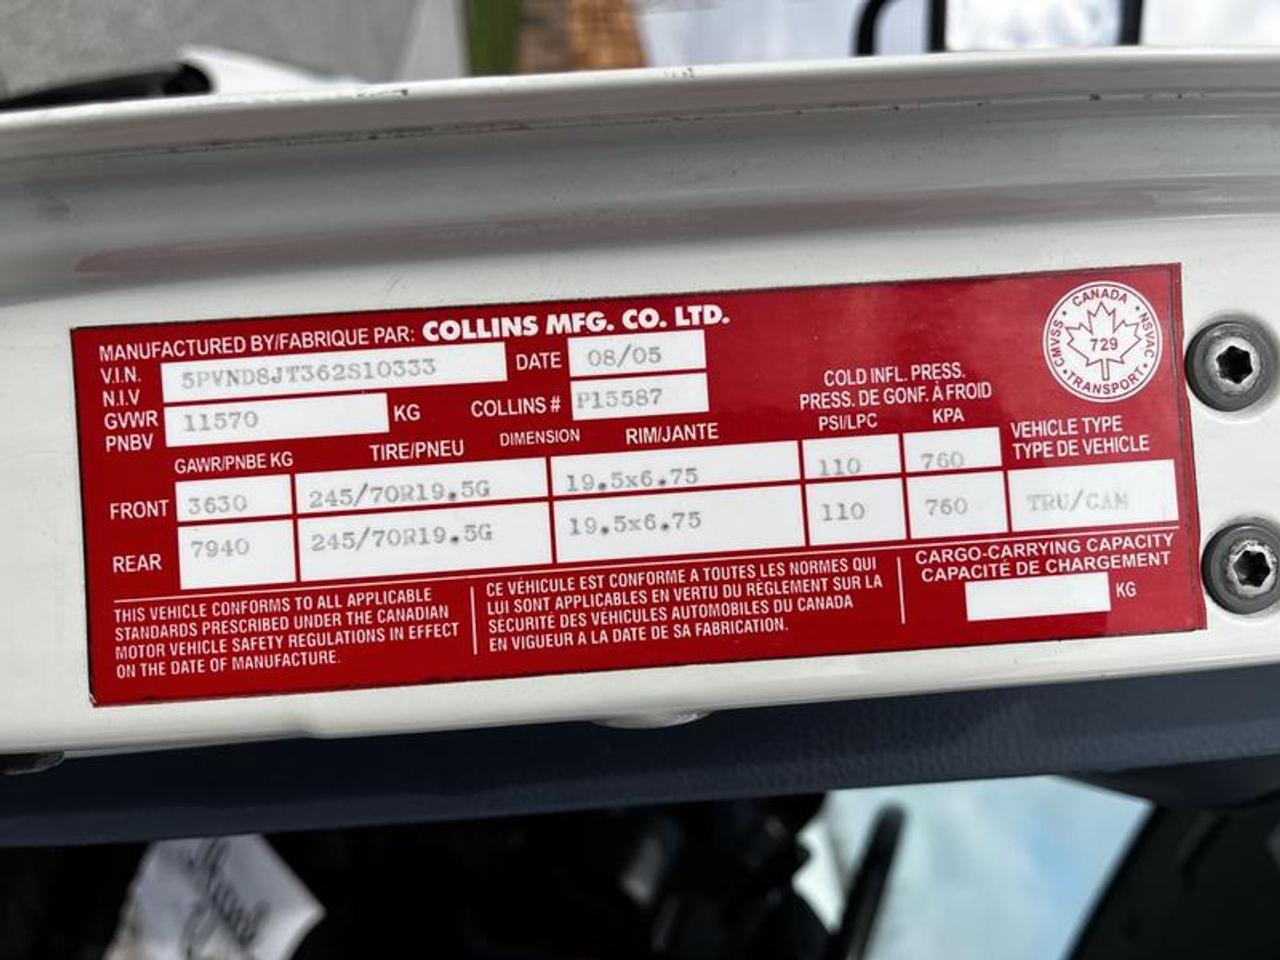 MANUFACTURED BY/FABRIQUE PAR: COLLINS MFG. CO. LTD.
V.I.N. 5PVND8JT362S10333 DATE 08/05
N.I.V
GVWR 11570 KG COLLINS # P15587
PNBV
COLD INFL. PRESS.
PRESS. DE GONF. À FROID
GAWR/PNBE KG TIRE/PNEU DIMENSION RIM/JANTE PSI/LPC KPA VEHICLE TYPE
TYPE DE VEHICLE
FRONT 3630 245/70R19.5G 19.5x6.75 110 760 TRU/CAM
REAR 7940 245/70R19.5G 19.5x6.75 110 760
CANADA
CMVSS 729 NSVAC
TRANSPORT
THIS VEHICLE CONFORMS TO ALL APPLICABLE
STANDARDS PRESCRIBED UNDER THE CANADIAN
MOTOR VEHICLE SAFETY REGULATIONS IN EFFECT
ON THE DATE OF MANUFACTURE.
CE VÉHICULE EST CONFORME A TOUTES LES NORMES QUI
LUI SONT APPLICABLES EN VERTU DU RÈGLEMENT SUR LA
SÉCURITÉ DES VÉHICULES AUTOMOBILES DU CANADA
EN VIGUEUR A LA DATE DE SA FABRICATION.
CARGO-CARRYING CAPACITY
CAPACITÉ DE CHARGEMENT
KG